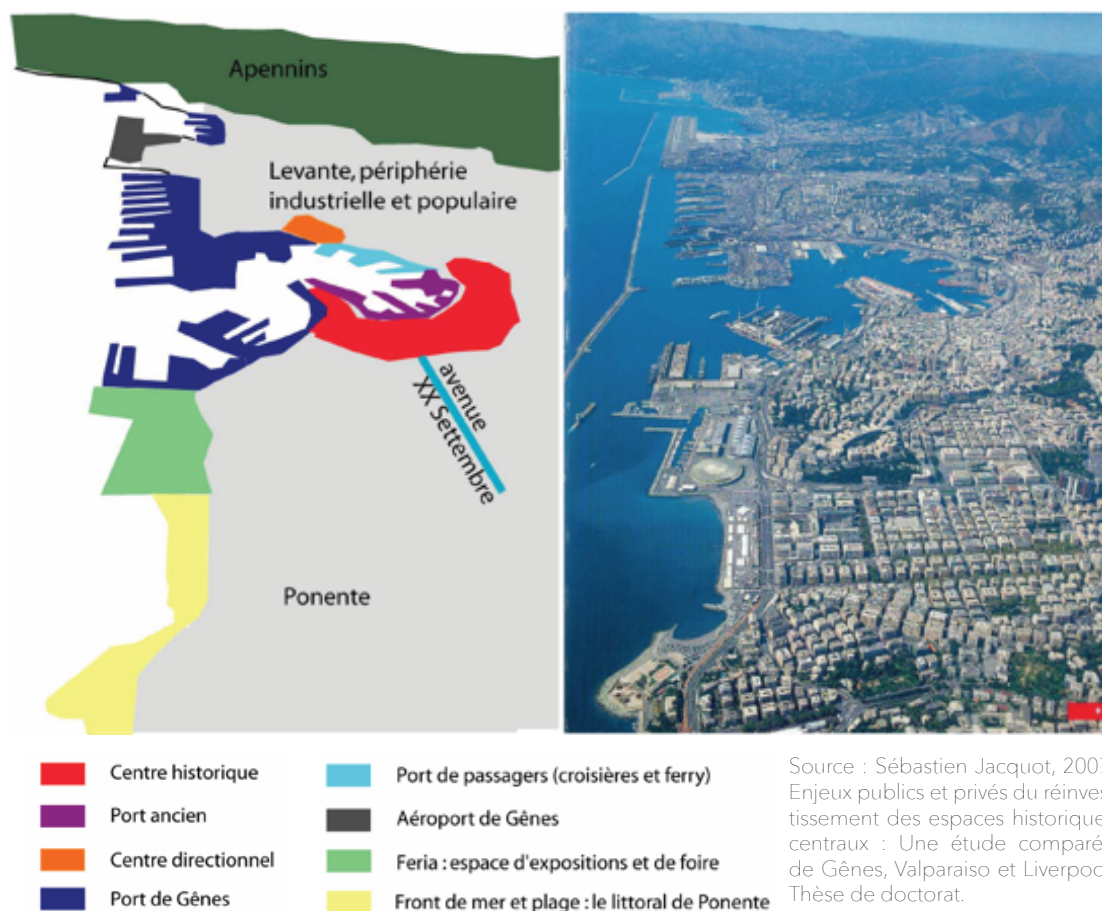 Apennins
Levante, périphérie
industrielle et populaire
avenue
XX Settembre
Ponente
Centre historique
Port ancien
Centre directionnel
Port de Gênes
Port de passagers (croisières et ferry)
Aéroport de Gênes
Feria : espace d'expositions et de foire
Front de mer et plage : le littoral de Ponente
Source : Sébastien Jacquot, 2007
Enjeux publics et privés du réinves
tissement des espaces historique
centraux : Une étude comparé
de Gênes, Valparaiso et Liverpoo
Thèse de doctorat.